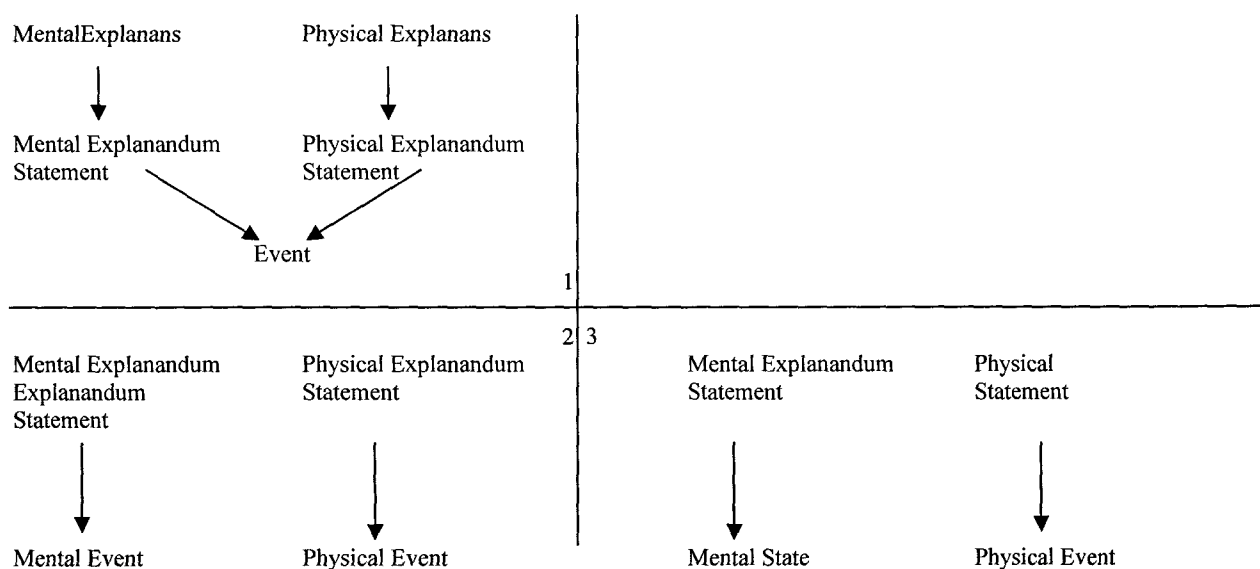 MentalExplanans
Physical Explanans
Mental Explanandum
Statement
Physical Explanandum
Statement
Event
1
2
3
Mental Explanandum
Explanandum
Statement
Physical Explanandum
Statement
Mental Explanandum
Statement
Physical
Statement
Mental Event
Physical Event
Mental State
Physical Event